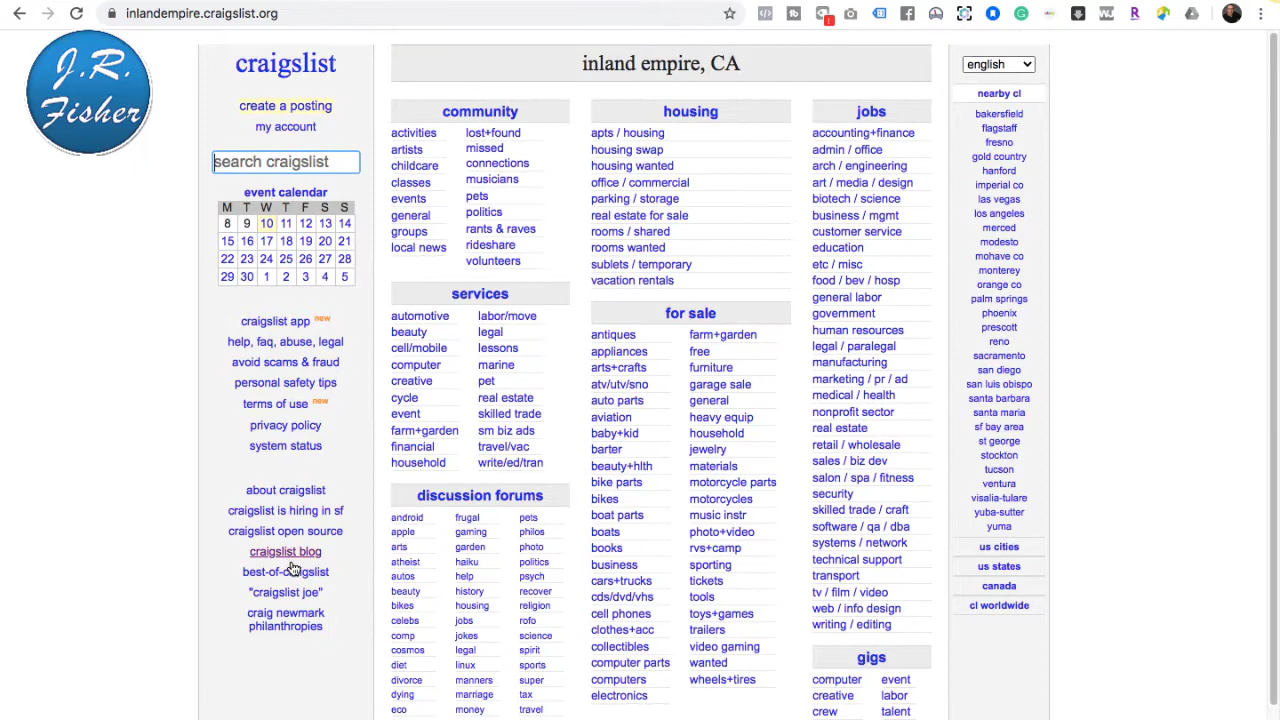 inlandempire.craigslist.org
J.R.
Fisher
craigslist
create a posting
my account
search craigslist
event calendar
M T W T F S S
8 9 10 11 12 13 14
15 16 17 18 19 20 21
22 23 24 25 26 27 28
29 30 1 2 3 4 5
craigslist app new
help, faq, abuse, legal
avoid scams & fraud
personal safety tips
terms of use new
privacy policy
system status
about craigslist
craigslist is hiring in sf
craigslist open source
craigslist blog
best-of-craigslist
"craigslist joe"
craig newmark
philanthropies
inland empire, CA
community
activities
artists
childcare
classes
events
general
groups
local news
lost+found
missed
connections
musicians
pets
politics
rants & raves
rideshare
volunteers
services
automotive
beauty
cell/mobile
computer
creative
cycle
event
farm+garden
financial
household
labor/move
legal
lessons
marine
pet
real estate
skilled trade
sm biz ads
travel/vac
write/ed/tran
discussion forums
android
apple
arts
atheist
autos
beauty
bikes
celebs
comp
cosmos
diet
divorce
dying
eco
frugal
gaming
garden
haiku
help
history
housing
jobs
jokes
legal
linux
manners
marriage
money
pets
philos
photo
politics
psych
recover
religion
rofo
science
spirit
sports
super
tax
travel
housing
apts / housing
housing swap
housing wanted
office / commercial
parking / storage
real estate for sale
rooms / shared
rooms wanted
sublets / temporary
vacation rentals
for sale
antiques
appliances
arts+crafts
atv/utv/sno
auto parts
aviation
baby+kid
barter
beauty+hlth
bike parts
bikes
boat parts
boats
books
business
cars+trucks
cds/dvd/vhs
cell phones
clothes+acc
collectibles
computer parts
computers
electronics
farm+garden
free
furniture
garage sale
general
heavy equip
household
jewelry
materials
motorcycle parts
motorcycles
music instr
photo+video
rvs+camp
sporting
tickets
tools
toys+games
trailers
video gaming
wanted
wheels+tires
jobs
accounting+finance
admin / office
arch / engineering
art / media / design
biotech / science
business / mgmt
customer service
education
etc / misc
food / bev / hosp
general labor
government
human resources
legal / paralegal
manufacturing
marketing / pr / ad
medical / health
nonprofit sector
real estate
retail / wholesale
sales / biz dev
salon / spa / fitness
security
skilled trade / craft
software / qa / dba
systems / network
technical support
transport
tv / film / video
web / info design
writing / editing
gigs
computer
creative
crew
event
labor
talent
english
nearby cl
bakersfield
flagstaff
fresno
gold country
hanford
imperial co
las vegas
los angeles
merced
modesto
mohave co
monterey
orange co
palm springs
phoenix
prescott
reno
sacramento
san diego
san luis obispo
santa barbara
santa maria
sf bay area
st george
stockton
tucson
ventura
visalia-tulare
yuba-sutter
yuma
us cities
us states
canada
cl worldwide